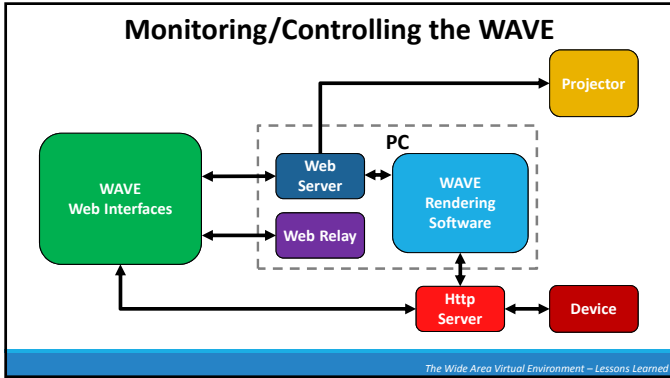 Monitoring/Controlling the WAVE
Projector
PC
Web
Server
WAVE
Web Interfaces
WAVE
Rendering
Software
Web Relay
Http
Server
Device
The Wide Area Virtual Environment – Lessons Learned